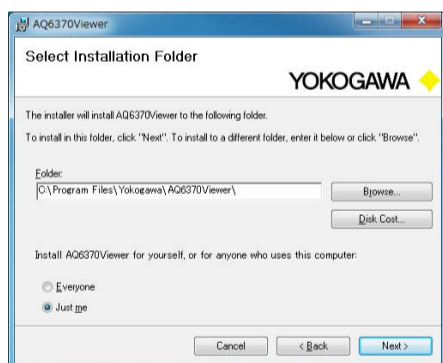 AQ6370Viewer
Select Installation Folder
YOKOGAWA
The installer will install AQ6370Viewer to the following folder.
To install in this folder, click "Next". To install to a different folder, enter it below or click "Browse".
Folder:
C:\Program Files\Yokogawa\AQ6370Viewer\
Browse...
Disk Cost...
Install AQ6370Viewer for yourself, or for anyone who uses this computer:
Everyone
Just me
Cancel
< Back
Next >